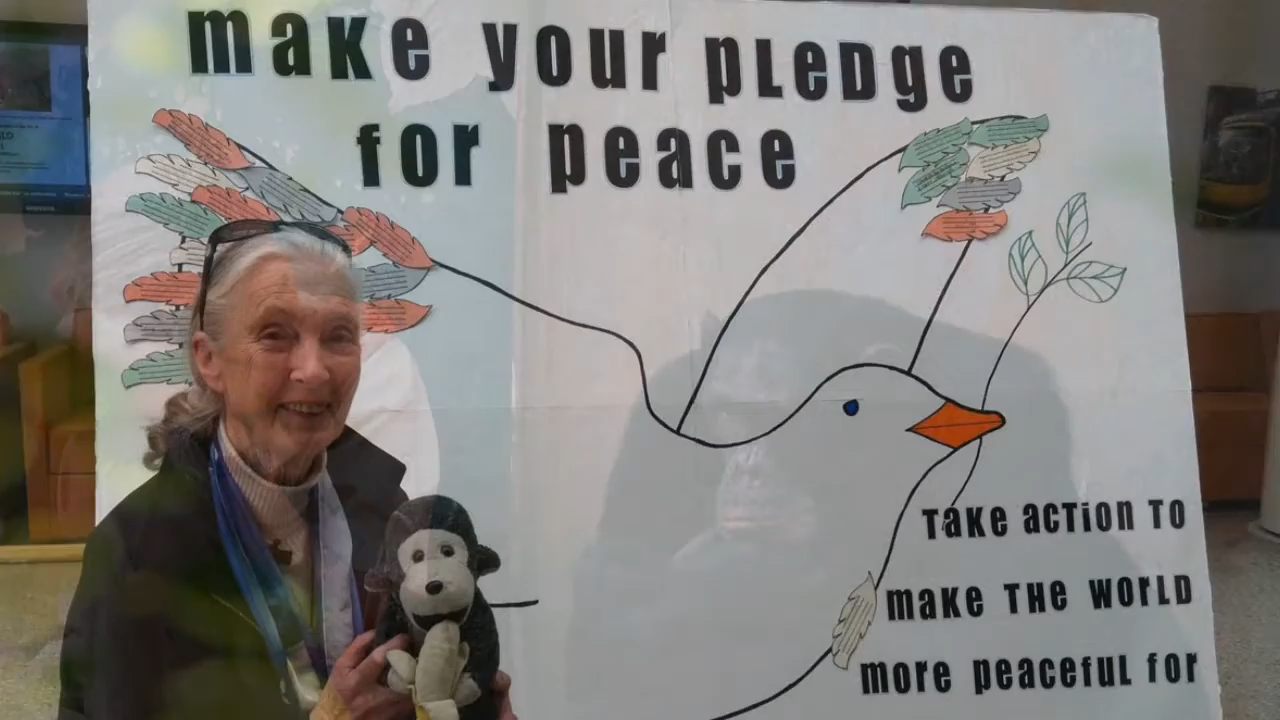 make your pLeDge
for peace
Take acTion To
make THe worLD
more peacefuL for